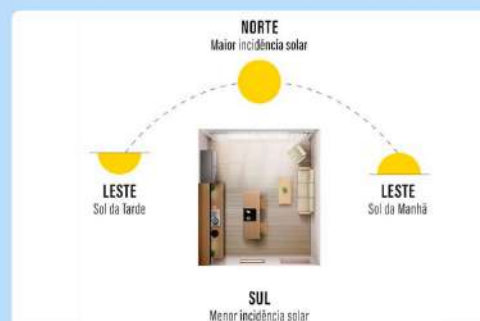 NORTE
Maior incidência solar
LESTE
Sol da Tarde
LESTE
Sol da Manhã
SUL
Menor incidência solar